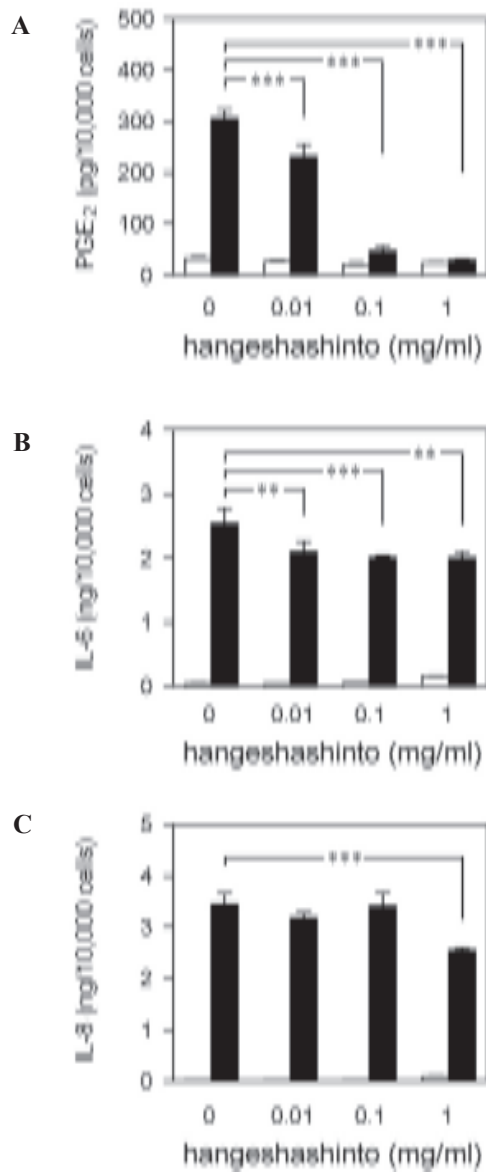 A
PGE₂ (pg/10,000 cells)
500
400
300
200
100
0
***
***
***
0 0.01 0.1 1
hangeshashinto (mg/ml)
B
IL-6 (ng/10,000 cells)
4
3
2
1
0
**
***
**
0 0.01 0.1 1
hangeshashinto (mg/ml)
C
IL-8 (ng/10,000 cells)
5
4
3
2
1
0
***
0 0.01 0.1 1
hangeshashinto (mg/ml)